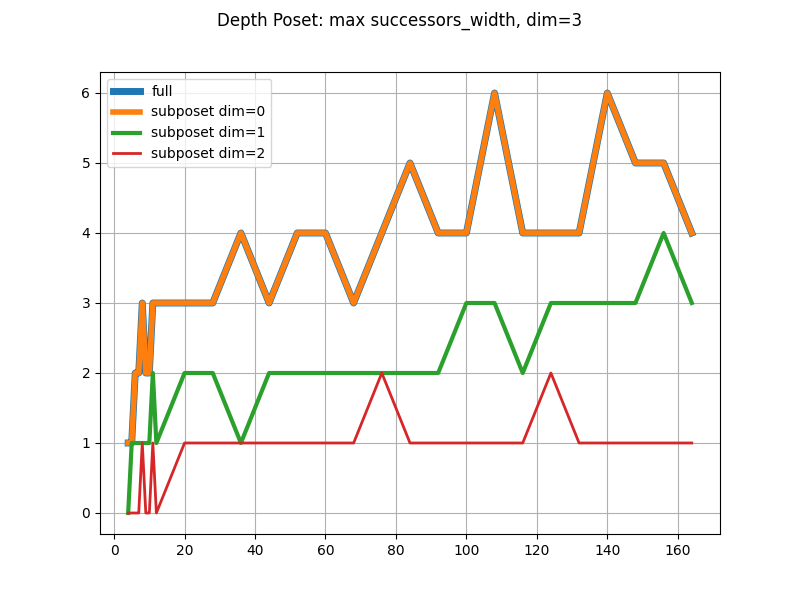 Depth Poset: max successors_width, dim=3
full
subposet dim=0
subposet dim=1
subposet dim=2
6
5
4
3
2
1
0
0 20 40 60 80 100 120 140 160